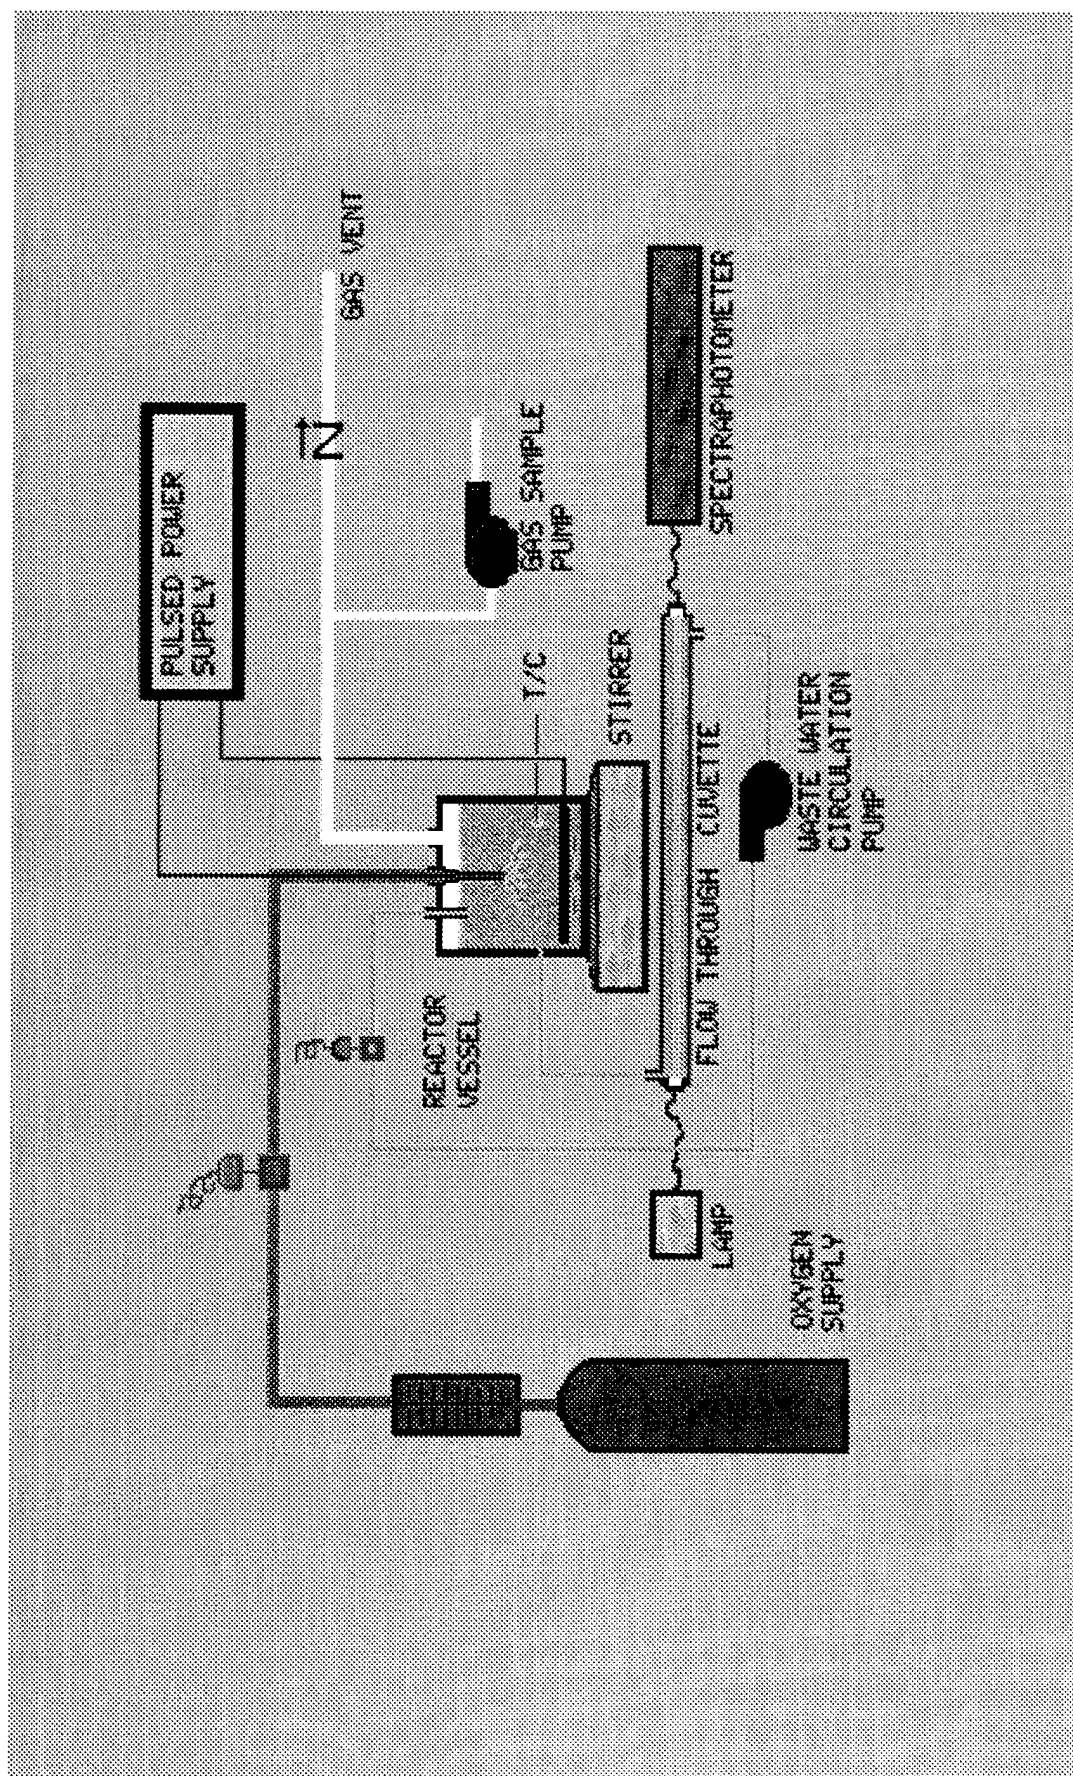 PULSED POWER
SUPPLY
GAS VENT
GAS SAMPLE
PUMP
T/C
REACTOR
VESSEL
STIRRER
SPECTRAPHOTOMETER
FLOW THROUGH CUVETTE
LAMP
WASTE WATER
CIRCULATION
PUMP
OXYGEN
SUPPLY